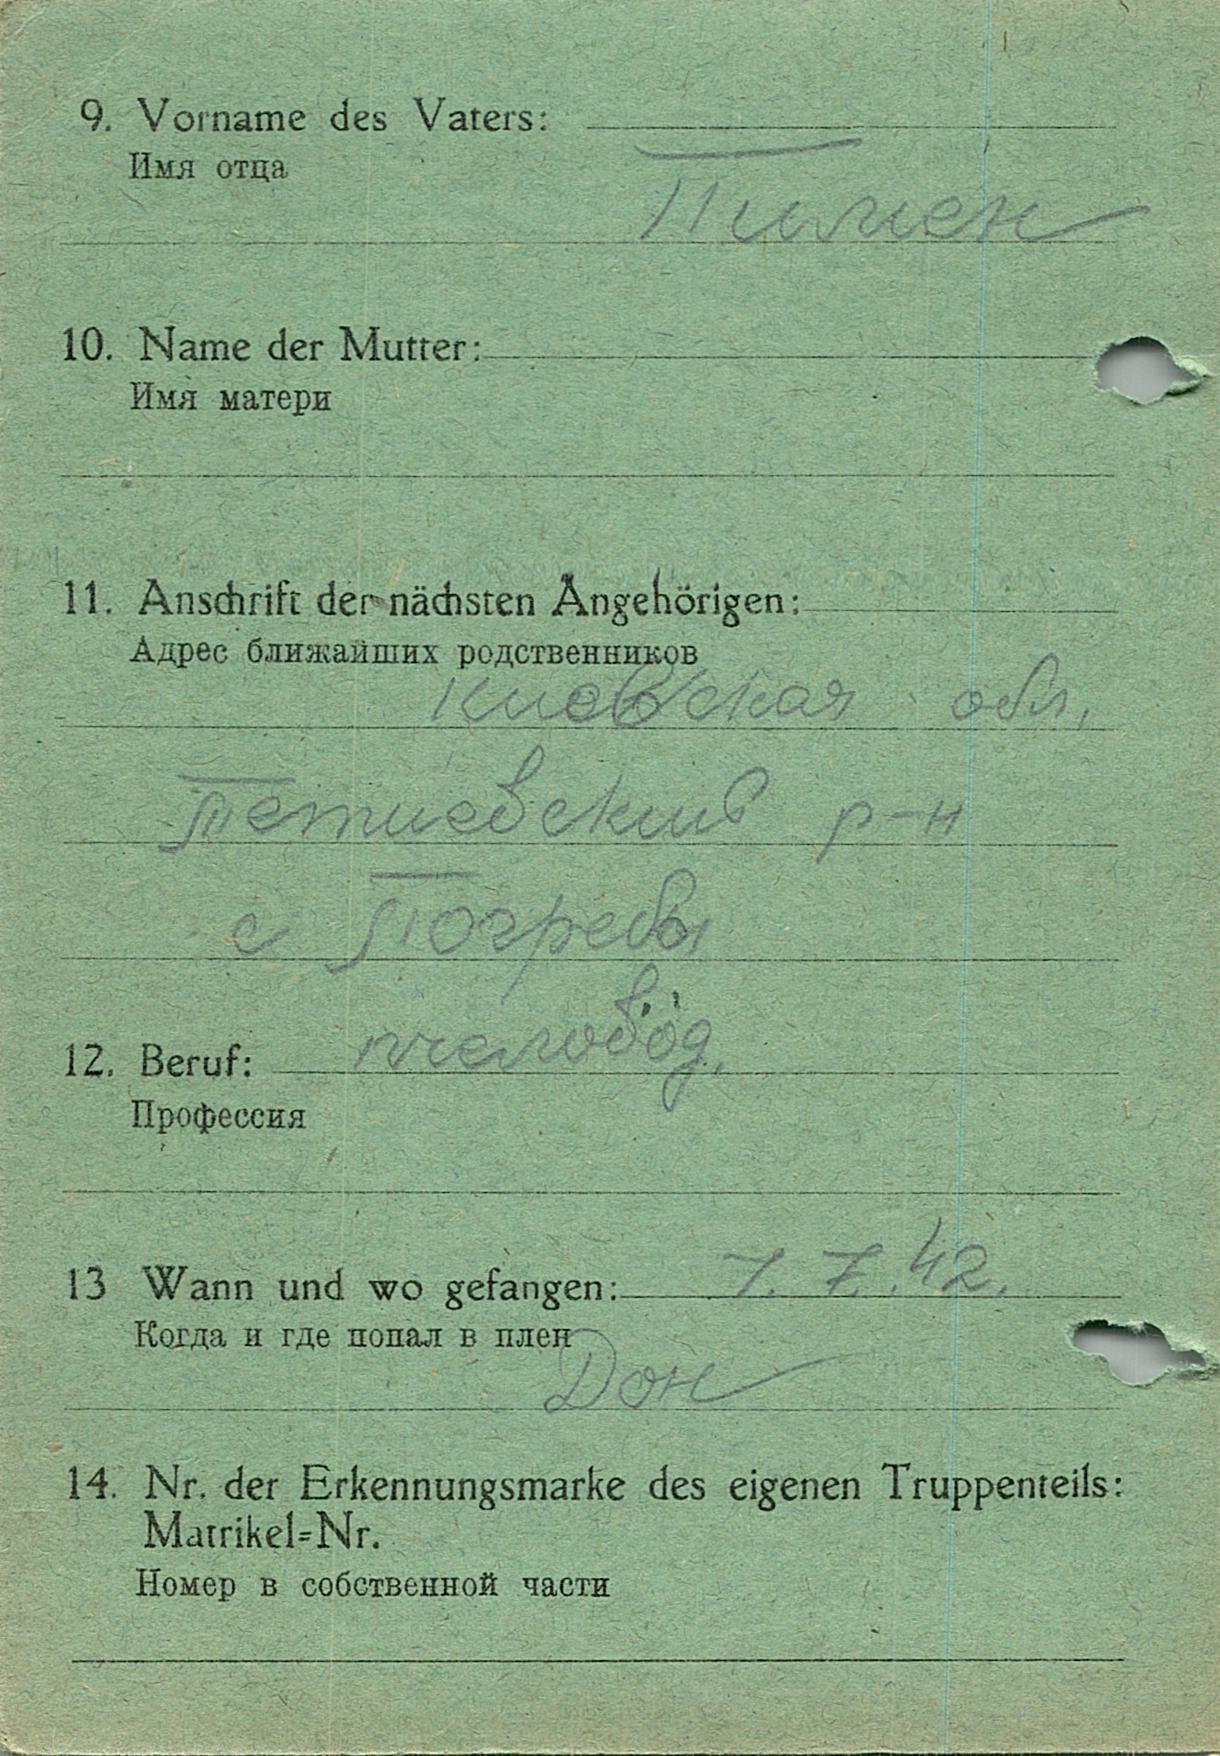 9. Vorname des Vaters:
Имя отца
Пимен
10. Name der Mutter:
Имя матери
11. Anschrift der nächsten Angehörigen:
Адрес ближайших родственников
Киевская обл,
Тетиевский р-н
с Погребы
12. Beruf: пчеловод.
Профессия
13 Wann und wo gefangen: 7. 7. 42.
Когда и где попал в плен
Дон
14. Nr. der Erkennungsmarke des eigenen Truppenteils:
Matrikel=Nr.
Номер в собственной части